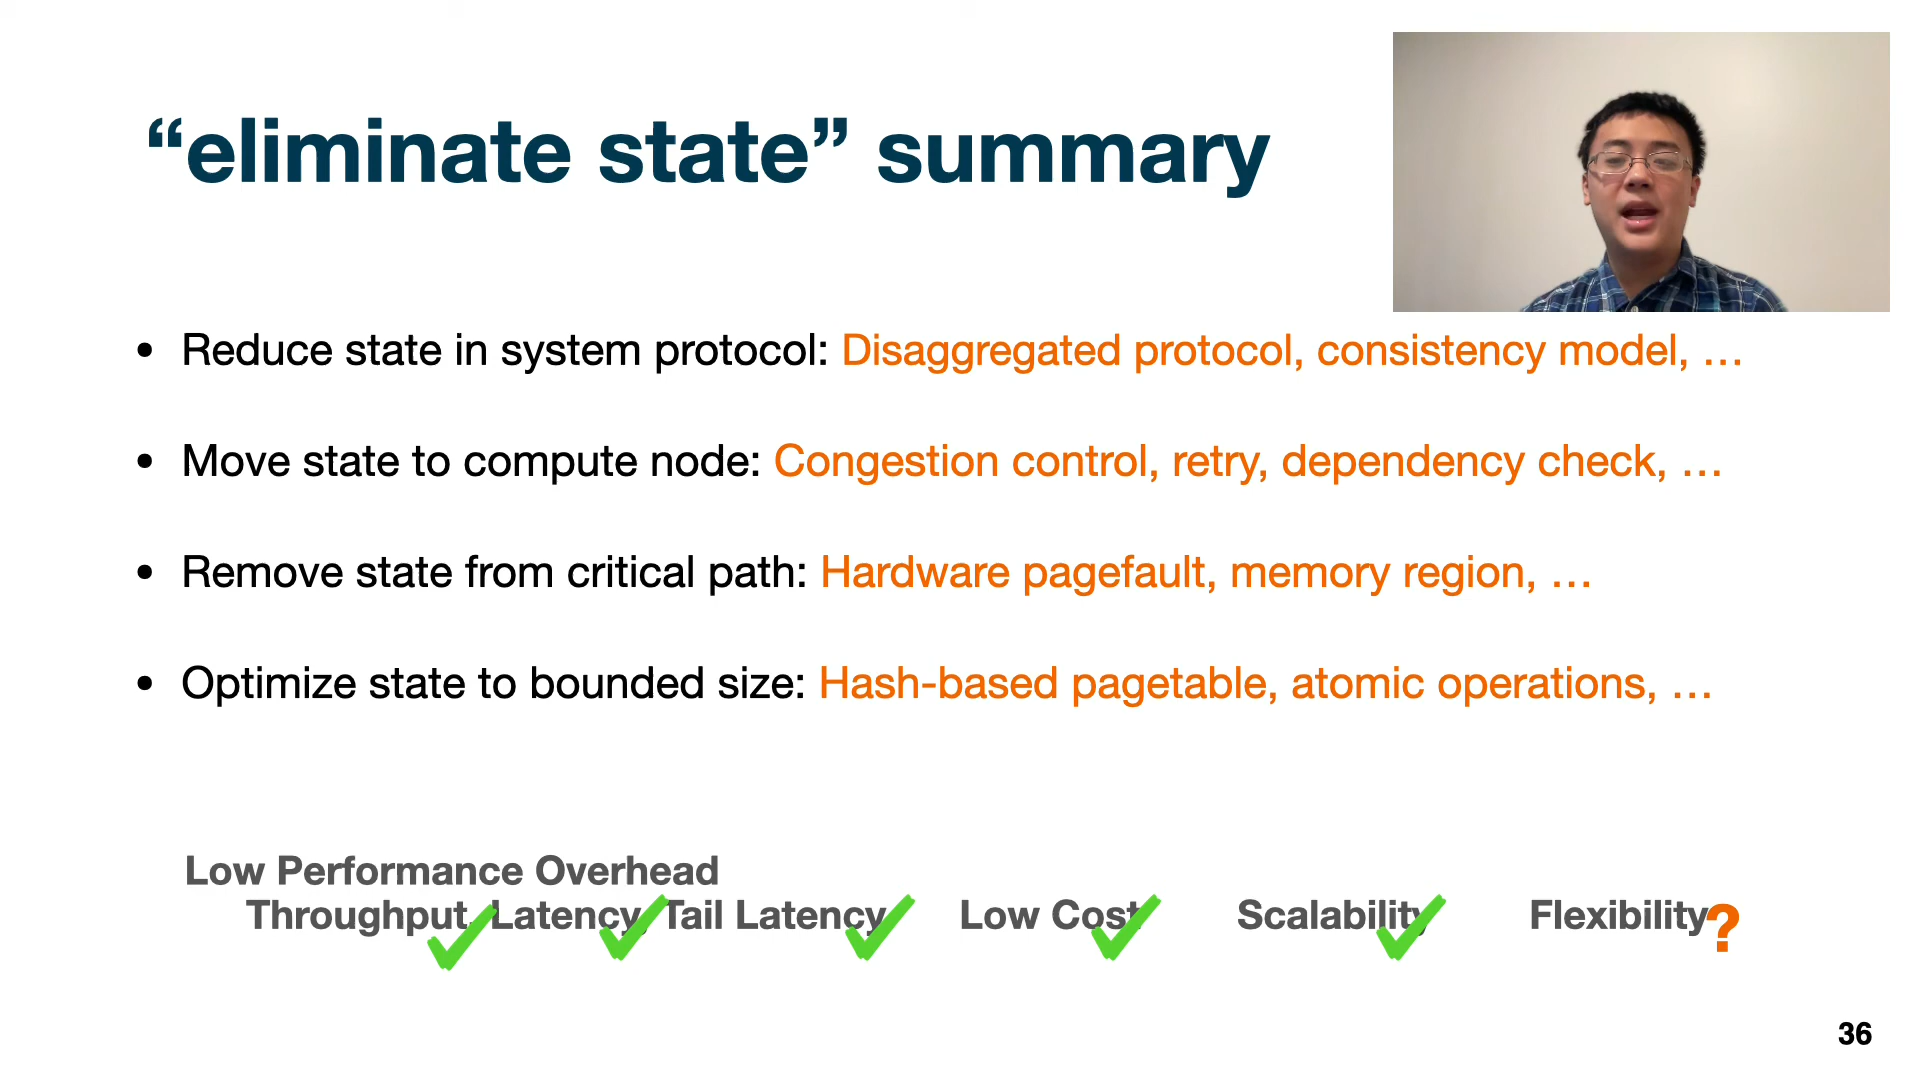 “eliminate state” summary
• Reduce state in system protocol: Disaggregated protocol, consistency model, …
• Move state to compute node: Congestion control, retry, dependency check, …
• Remove state from critical path: Hardware pagefault, memory region, …
• Optimize state to bounded size: Hash-based pagetable, atomic operations, …
Low Performance Overhead
Throughput, Latency, Tail Latency Low Cost Scalability Flexibility?
36